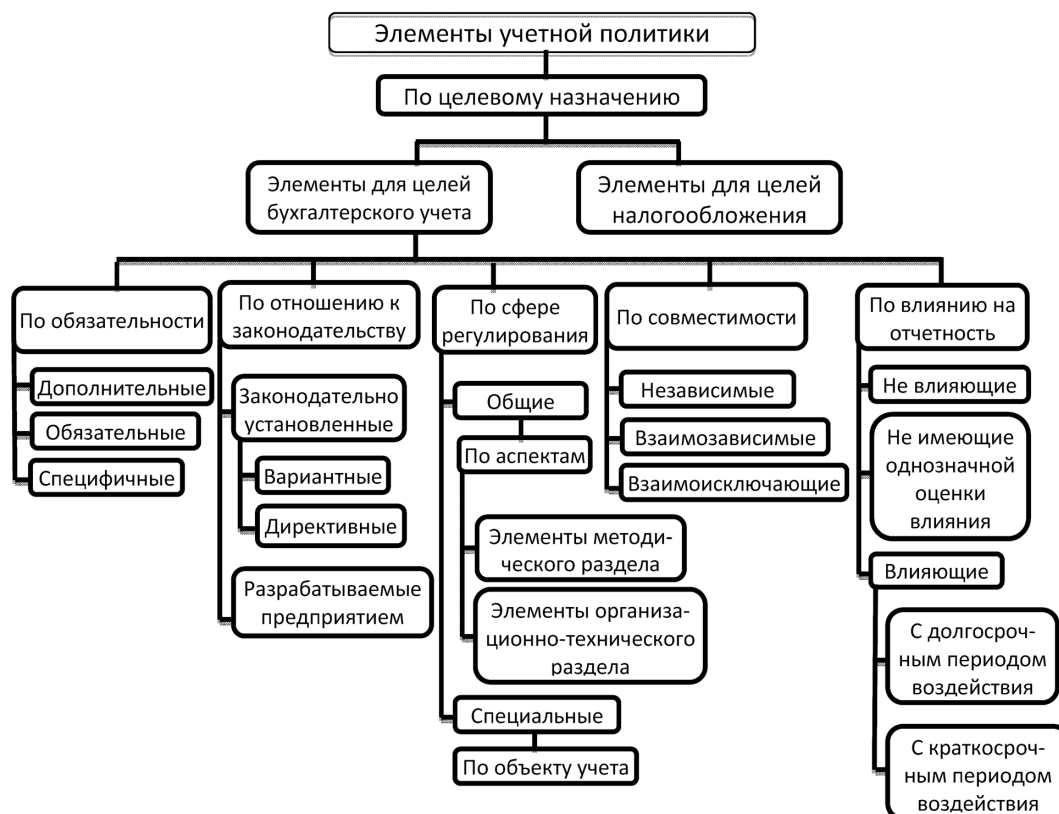 Элементы учетной политики
По целевому назначению
Элементы для целей
бухгалтерского учета
Элементы для целей
налогообложения
По обязательности
Дополнительные
Обязательные
Специфичные
По отношению к
законодательству
Законодательно
установленные
Вариантные
Директивные
Разрабатываемые
предприятием
По сфере
регулирования
Общие
По аспектам
Элементы методи-
ческого раздела
Элементы организа-
ационно-технического
раздела
Специальные
По объекту учета
По совместимости
Независимые
Взаимозависимые
Взаимоисключающие
По влиянию на
отчетность
Не влияющие
Не имеющие
однозначной
оценки
влияния
Влияющие
С долгосроч-
ным периодом
воздействия
С краткосроч-
ным периодом
воздействия